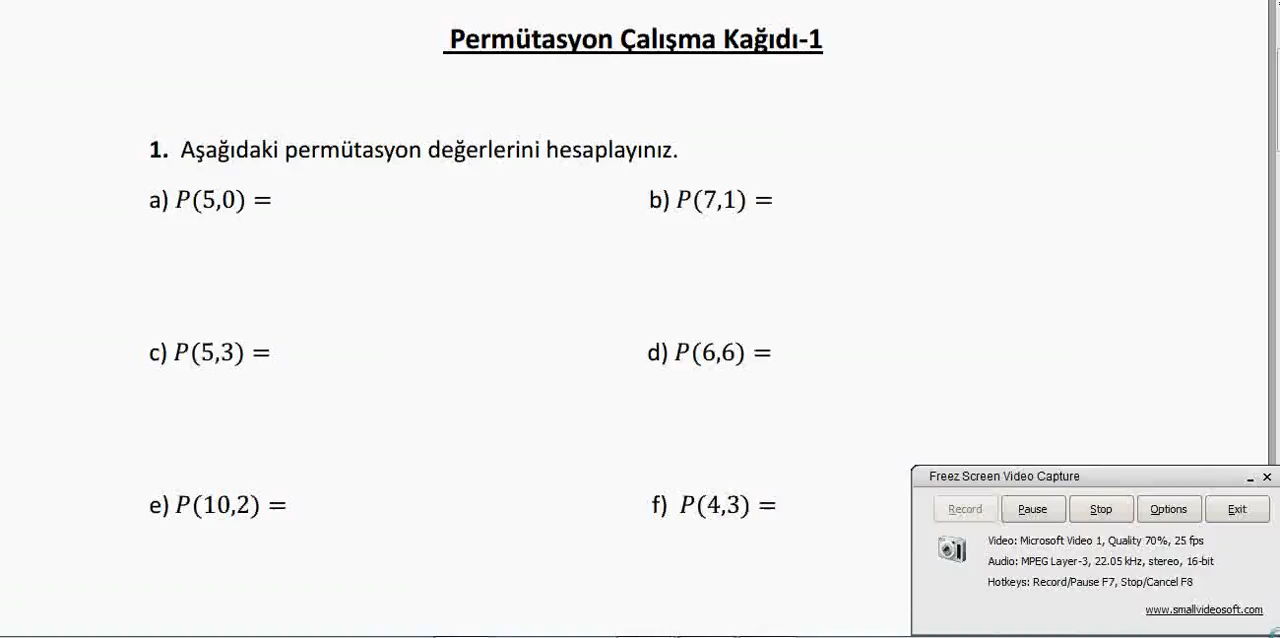 Permütasyon Çalışma Kağıdı-1
1. Aşağıdaki permütasyon değerlerini hesaplayınız.
a) P(5,0) =
b) P(7,1) =
c) P(5,3) =
d) P(6,6) =
e) P(10,2) =
f) P(4,3) =
Freez Screen Video Capture
Record Pause Stop Options Exit
Video: Microsoft Video 1, Quality 70%, 25 fps
Audio: MPEG Layer-3, 22.05 kHz, stereo, 16-bit
Hotkeys: Record/Pause F7, Stop/Cancel F8
www.smallvideosoft.com